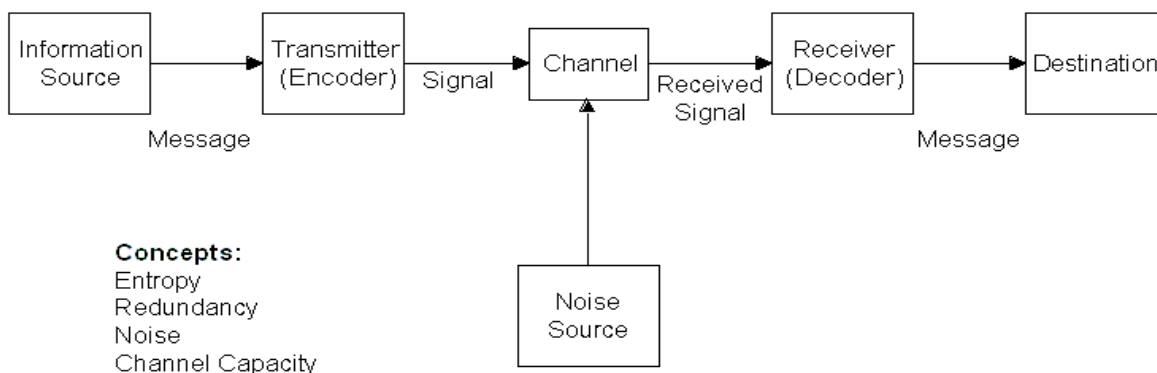 Information
Source
Message
Transmitter
(Encoder)
Signal
Channel
Received
Signal
Receiver
(Decoder)
Message
Destination
Noise
Source
Concepts:
Entropy
Redundancy
Noise
Channel Capacity